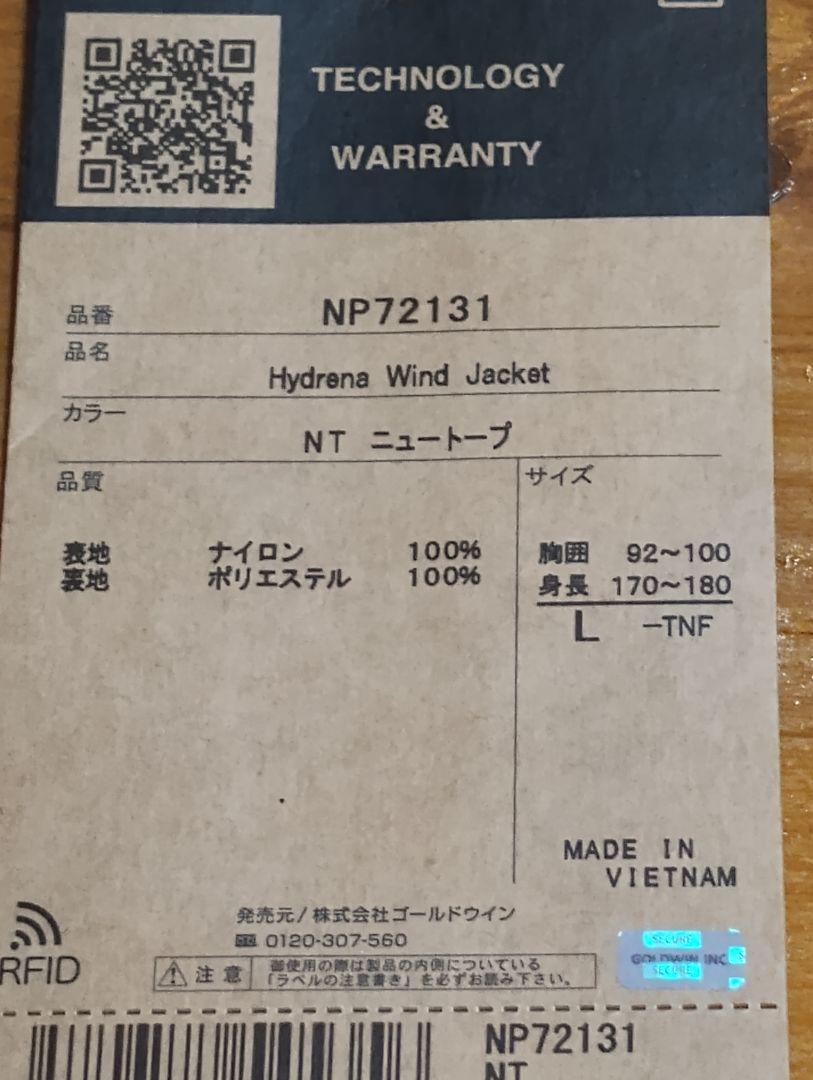 TECHNOLOGY
&
WARRANTY
品番 NP72131
品名
Hydrena Wind Jacket
カラー
NT ニュートープ
品質
サイズ
表地 ナイロン 100%
裏地 ポリエステル 100%
胸囲 92～100
身長 170～180
L －TNF
MADE IN
VIETNAM
発売元/株式会社ゴールドウイン
0120-307-560
RFID
注意
御使用の際は製品の内側についている
「ラベルの注意書き」を必ずお読み下さい。
SECURE
GOLDWIN INC
SECURE
NP72131
NT